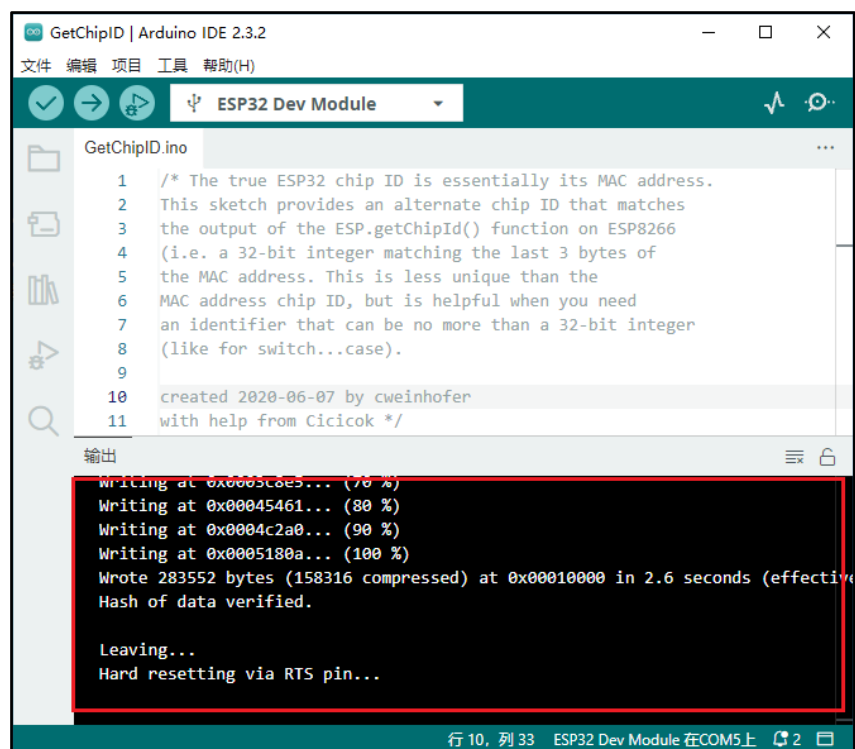 GetChipID | Arduino IDE 2.3.2
文件 编辑 项目 工具 帮助(H)
ESP32 Dev Module
GetChipID.ino
1 /* The true ESP32 chip ID is essentially its MAC address.
2 This sketch provides an alternate chip ID that matches
3 the output of the ESP.getChipId() function on ESP8266
4 (i.e. a 32-bit integer matching the last 3 bytes of
5 the MAC address. This is less unique than the
6 MAC address chip ID, but is helpful when you need
7 an identifier that can be no more than a 32-bit integer
8 (like for switch...case).
9
10 created 2020-06-07 by cweinhofer
11 with help from Cicicok */
输出
Writing at 0x0003c8e5... (70 %)
Writing at 0x00045461... (80 %)
Writing at 0x0004c2a0... (90 %)
Writing at 0x0005180a... (100 %)
Wrote 283552 bytes (158316 compressed) at 0x00010000 in 2.6 seconds (effective
Hash of data verified.
Leaving...
Hard resetting via RTS pin...
行 10, 列 33 ESP32 Dev Module 在COM5上 2